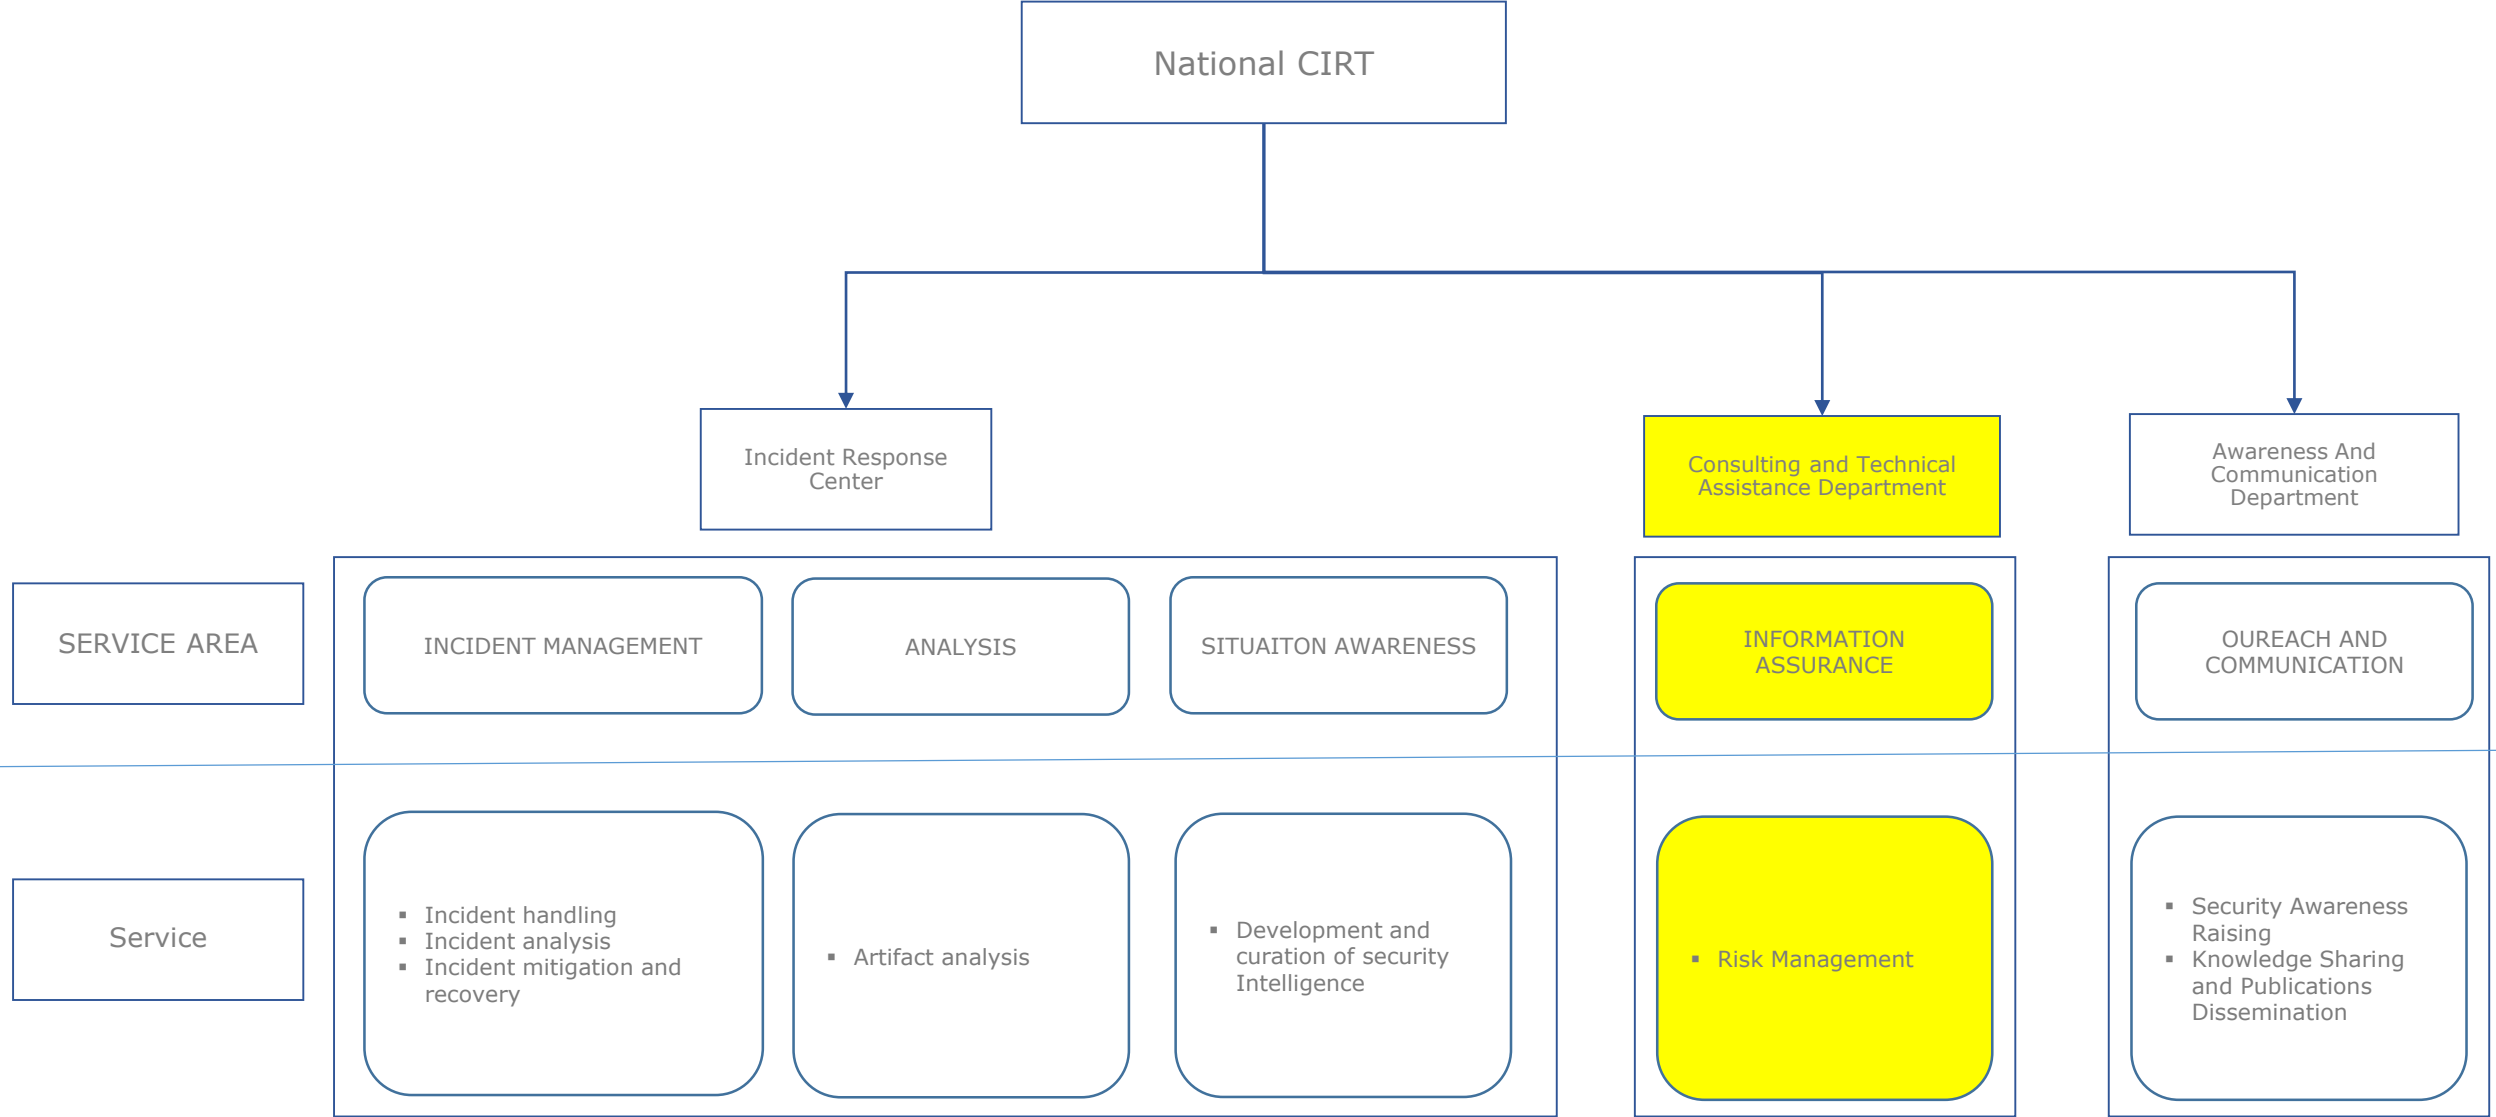 National CIRT
Incident Response
Center
Consulting and Technical
Assistance Department
Awareness And
Communication
Department
SERVICE AREA
INCIDENT MANAGEMENT
ANALYSIS
SITUAITON AWARENESS
INFORMATION
ASSURANCE
OUREACH AND
COMMUNICATION
Service
▪ Incident handling
▪ Incident analysis
▪ Incident mitigation and
recovery
▪ Artifact analysis
▪ Development and
curation of security
Intelligence
▪ Risk Management
▪ Security Awareness
Raising
▪ Knowledge Sharing
and Publications
Dissemination